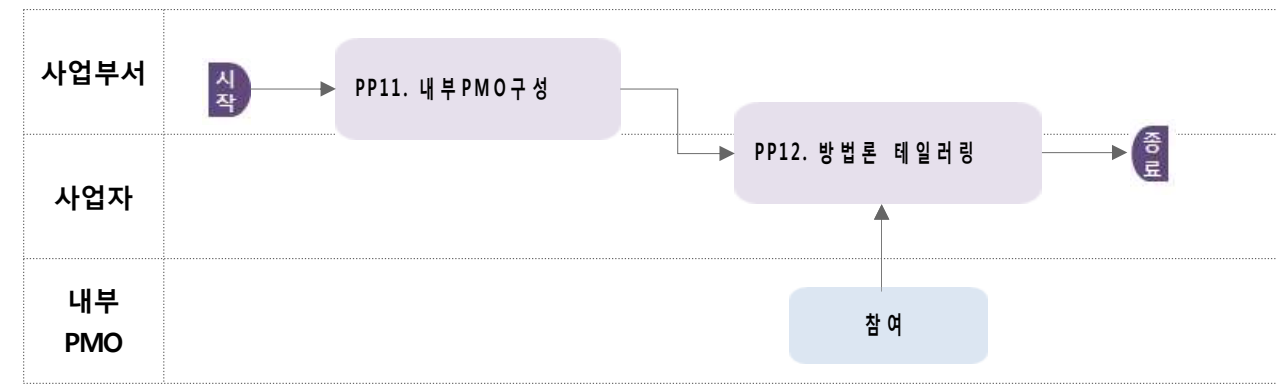 사업부서
시
작
PP11. 내부PMO구성
PP12. 방법론 테일러링
종
료
사업자
내부
PMO
참여